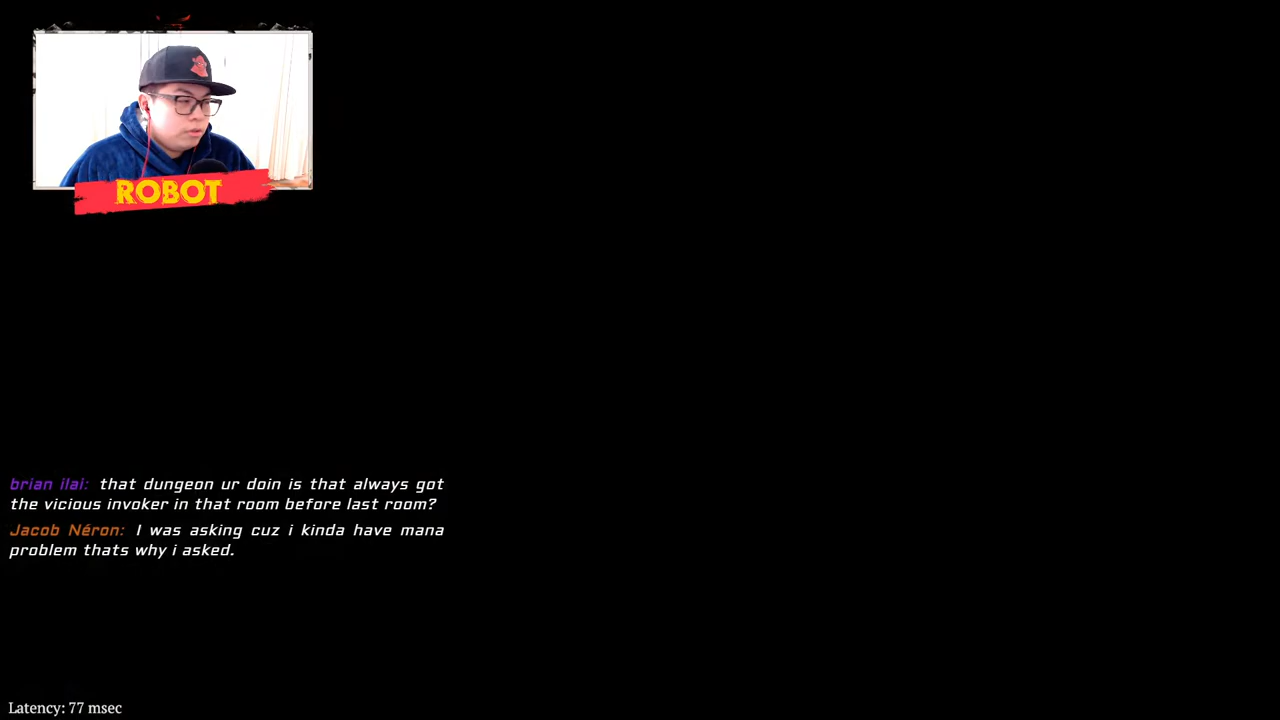 ROBOT
brian ilai: that dungeon ur doin is that always got
the vicious invoker in that room before last room?
Jacob Néron: I was asking cuz i kinda have mana
problem thats why i asked.
Latency: 77 msec